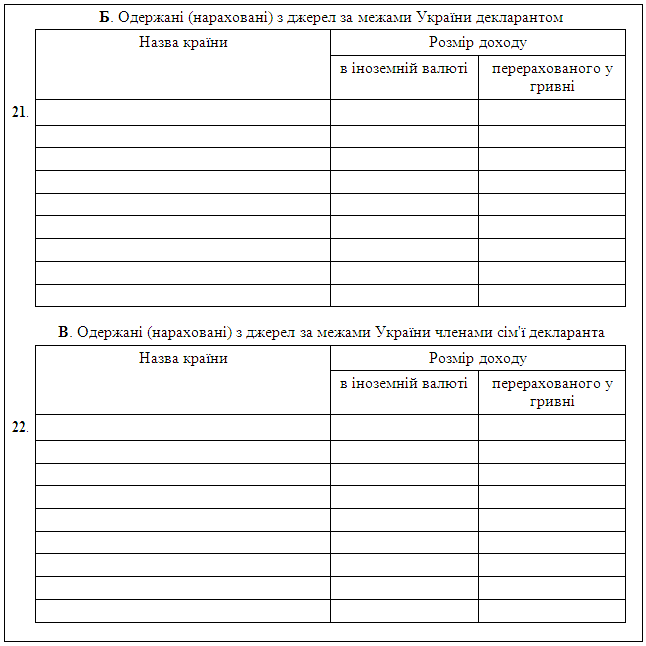 Б. Одержані (нараховані) з джерел за межами України декларантом
Назва країни
Розмір доходу
в іноземній валюті
перерахованого у
гривні
21.
В. Одержані (нараховані) з джерел за межами України членами сім'ї декларанта
Назва країни
Розмір доходу
в іноземній валюті
перерахованого у
гривні
22.